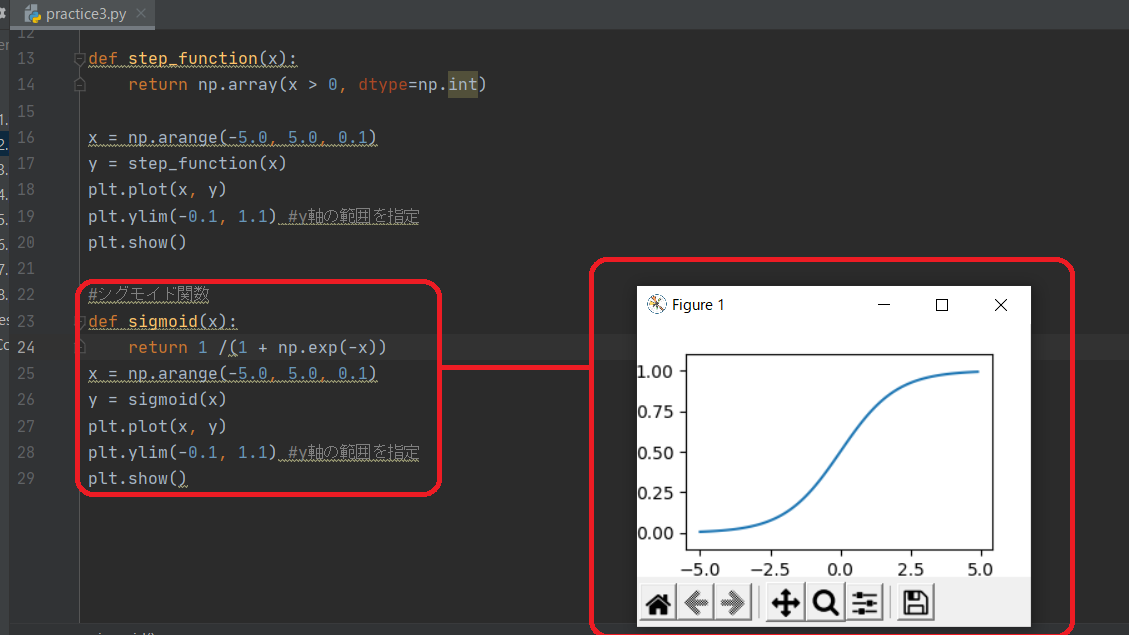 practice3.py
12
13 def step_function(x):
14 return np.array(x > 0, dtype=np.int)
15
16 x = np.arange(-5.0, 5.0, 0.1)
17 y = step_function(x)
18 plt.plot(x, y)
19 plt.ylim(-0.1, 1.1) #y軸の範囲を指定
20 plt.show()
21
22 #シグモイド関数
23 def sigmoid(x):
24 return 1 /(1 + np.exp(-x))
25 x = np.arange(-5.0, 5.0, 0.1)
26 y = sigmoid(x)
27 plt.plot(x, y)
28 plt.ylim(-0.1, 1.1) #y軸の範囲を指定
29 plt.show()
Figure 1
1.00
0.75
0.50
0.25
0.00
−5.0 −2.5 0.0 2.5 5.0